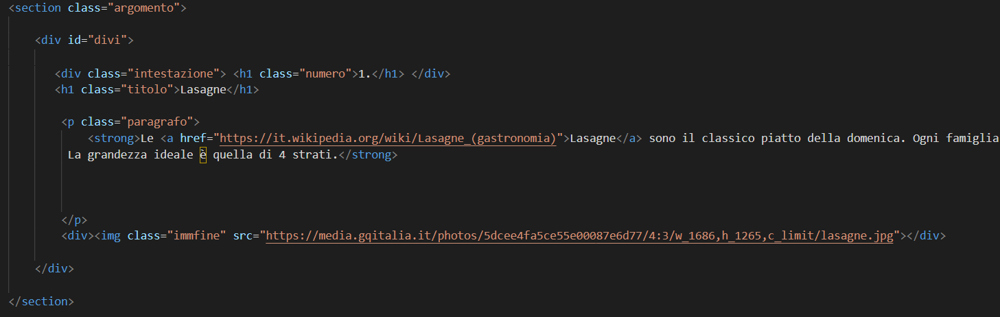 <section class="argomento">
<div id="divi">
<div class="intestazione"> <h1 class="numero">1.</h1> </div>
<h1 class="titolo">Lasagne</h1>
<p class="paragrafo">
<strong>Le <a href="https://it.wikipedia.org/wiki/Lasagne_(gastronomia)">Lasagne</a> sono il classico piatto della domenica. Ogni famiglia
La grandezza ideale è quella di 4 strati.</strong>
</p>
<div><img class="immfine" src="https://media.gqitalia.it/photos/5dcee4fa5ce55e00087e6d77/4:3/w_1686,h_1265,c_limit/lasagne.jpg"></div>
</div>
</section>